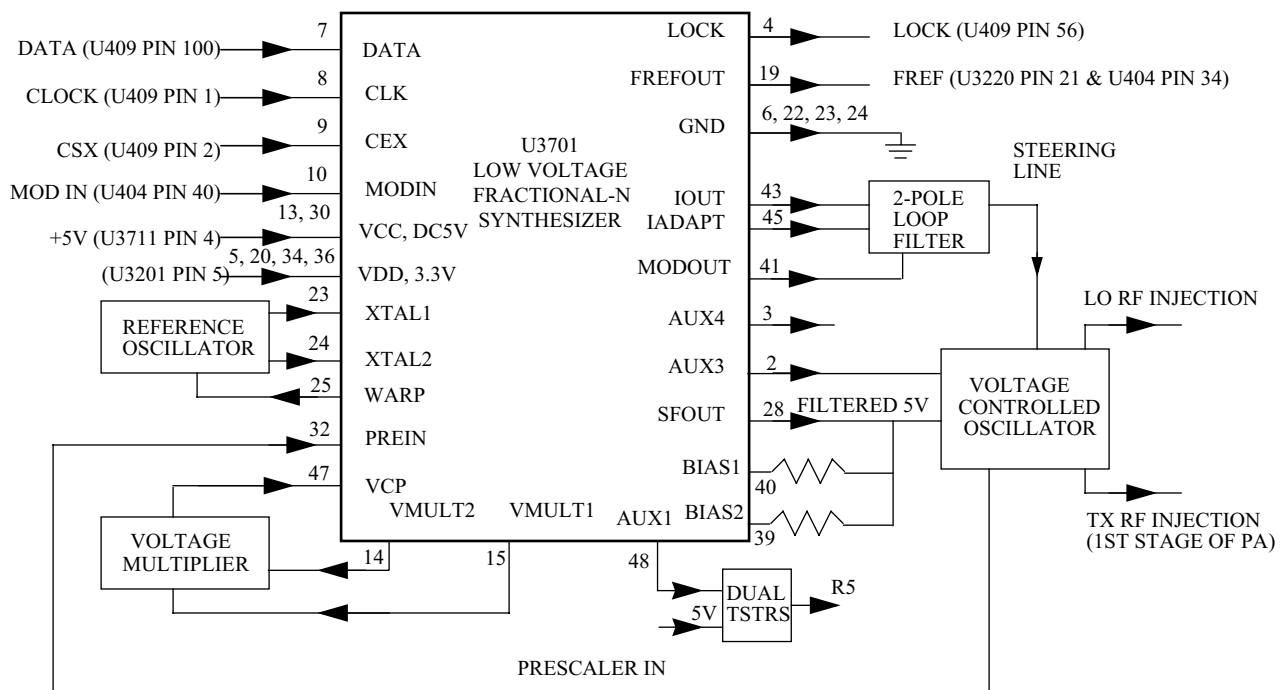 DATA (U409 PIN 100)
7
DATA
CLOCK (U409 PIN 1)
8
CLK
CSX (U409 PIN 2)
9
CEX
MOD IN (U404 PIN 40)
10
MODIN
+5V (U3711 PIN 4)
13, 30
VCC, DC5V
(U3201 PIN 5)
5, 20, 34, 36
VDD, 3.3V
REFERENCE
OSCILLATOR
23
XTAL1
24
XTAL2
25
WARP
32
PREIN
47
VCP
VOLTAGE
MULTIPLIER
U3701
LOW VOLTAGE
FRACTIONAL-N
SYNTHESIZER
VMULT2
14
VMULT1
15
AUX1
48
LOCK
4
LOCK (U409 PIN 56)
FREFOUT
19
FREF (U3220 PIN 21 & U404 PIN 34)
GND
6, 22, 23, 24
IOUT
43
IADAPT
45
MODOUT
41
2-POLE
LOOP
FILTER
STEERING
LINE
AUX4
3
AUX3
2
SFOUT
28
FILTERED 5V
BIAS1
40
BIAS2
39
VOLTAGE
CONTROLLED
OSCILLATOR
LO RF INJECTION
TX RF INJECTION
(1ST STAGE OF PA)
5V
DUAL
TSTRS
R5
PRESCALER IN